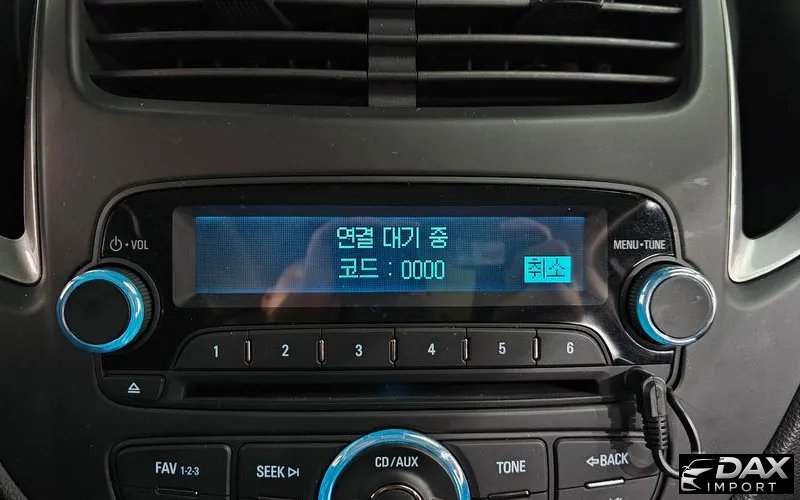 연결 대기 중
⏻•VOL
MENU•TUNE
코드 : 0000 취소
1 2 3 4 5 6
FAV 1-2-3
SEEK
CD/AUX
TONE
BACK
DAX
IMPORT